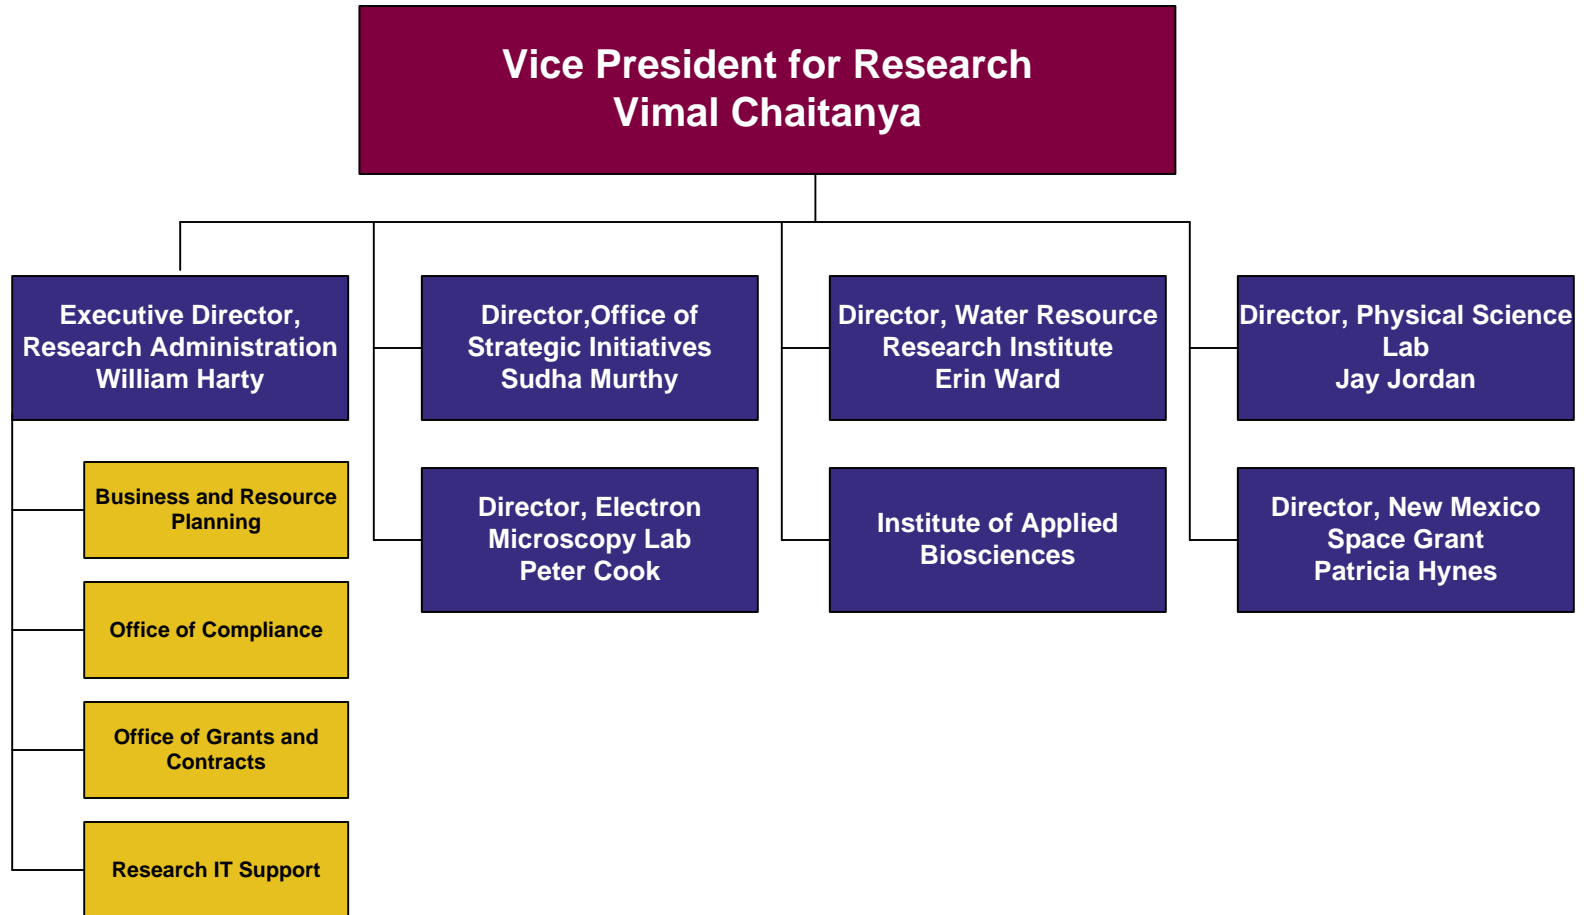 Vice President for Research
Vimal Chaitanya
Executive Director,
Research Administration
William Harty
Director,Office of
Strategic Initiatives
Sudha Murthy
Director, Water Resource
Research Institute
Erin Ward
Director, Physical Science
Lab
Jay Jordan
Business and Resource
Planning
Office of Compliance
Office of Grants and
Contracts
Research IT Support
Director, Electron
Microscopy Lab
Peter Cook
Institute of Applied
Biosciences
Director, New Mexico
Space Grant
Patricia Hynes